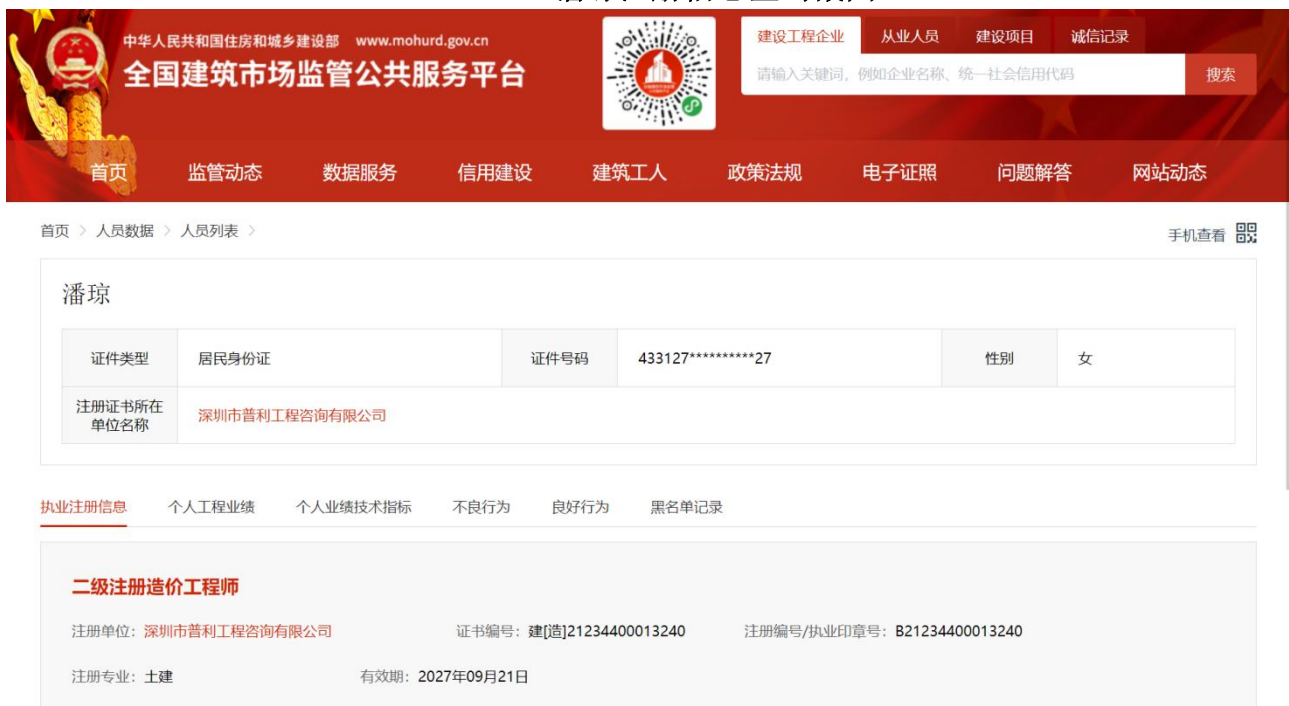 中华人民共和国住房和城乡建设部 www.mohurd.gov.cn
全国建筑市场监管公共服务平台
建设工程企业 从业人员 建设项目 诚信记录
请输入关键词，例如企业名称、统一社会信用代码 搜索
首页 监管动态 数据服务 信用建设 建筑工人 政策法规 电子证照 问题解答 网站动态
首页 > 人员数据 > 人员列表 >
手机查看
潘琼
证件类型 居民身份证 证件号码 433127**********27 性别 女
注册证书所在
单位名称
深圳市普利工程咨询有限公司
执业注册信息 个人工程业绩 个人业绩技术指标 不良行为 良好行为 黑名单记录
二级注册造价工程师
注册单位：深圳市普利工程咨询有限公司 证书编号：建[造]21234400013240 注册编号/执业印章号：B21234400013240
注册专业：土建 有效期：2027年09月21日